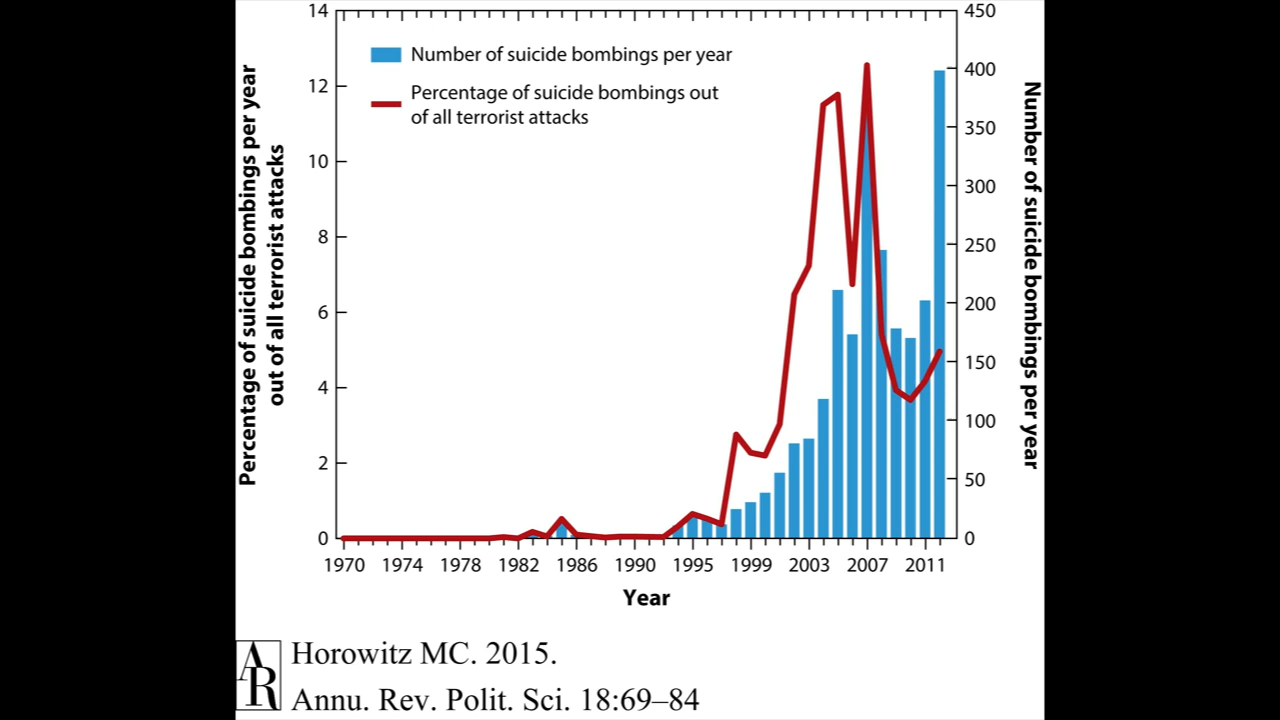 14
12
10
8
6
4
2
0
Percentage of suicide bombings per year
out of all terrorist attacks
Number of suicide bombings per year
Percentage of suicide bombings out
of all terrorist attacks
450
400
350
300
250
200
150
100
50
0
Number of suicide bombings per year
1970 1974 1978 1982 1986 1990 1995 1999 2003 2007 2011
Year
AR
Horowitz MC. 2015.
Annu. Rev. Polit. Sci. 18:69–84